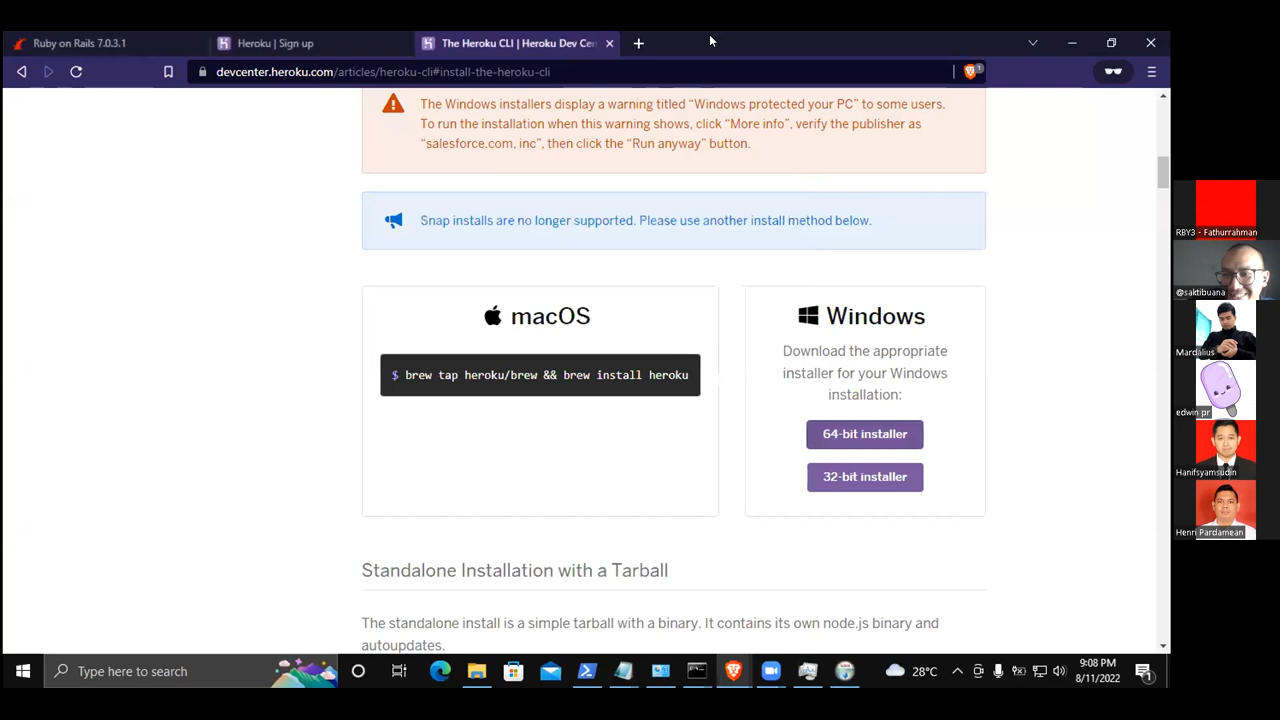 Ruby on Rails 7.0.3.1
Heroku | Sign up
The Heroku CLI | Heroku Dev Cen
devcenter.heroku.com/articles/heroku-cli#install-the-heroku-cli
1
The Windows installers display a warning titled “Windows protected your PC” to some users.
To run the installation when this warning shows, click “More info”, verify the publisher as
“salesforce.com, inc”, then click the “Run anyway” button.
Snap installs are no longer supported. Please use another install method below.
macOS
$ brew tap heroku/brew && brew install heroku
Windows
Download the appropriate
installer for your Windows
installation:
64-bit installer
32-bit installer
Standalone Installation with a Tarball
The standalone install is a simple tarball with a binary. It contains its own node.js binary and
autoupdates.
RBY3 - Fathurrahman
@saktibuana
Mardalius
edwin pr
Hanifsyamsudin
Henri Pardamean
Type here to search
28°C
9:08 PM
8/11/2022
1